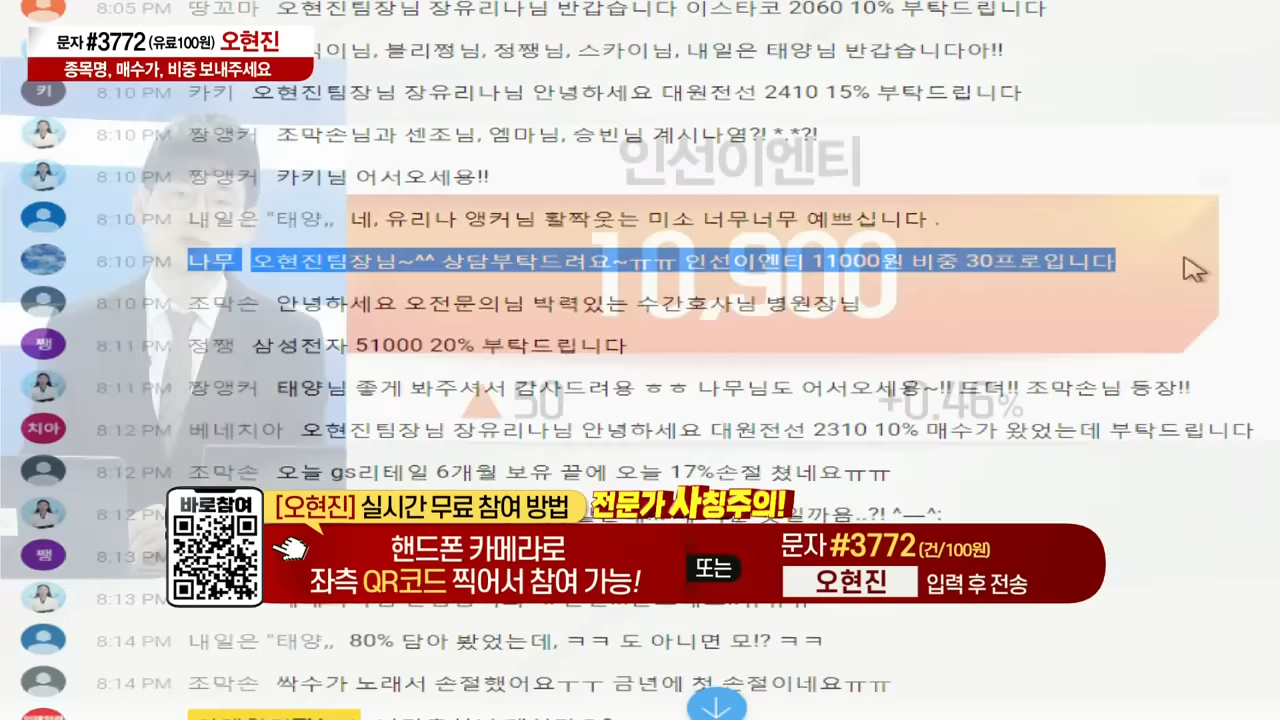 8:05 PM 땅꼬마 오현진팀장님 장유리나님 반갑습니다 이스타코 2060 10% 부탁드립니다
문자 #3772 (유료100원) 오현진
종목명, 매수가, 비중 보내주세요
님, 블리쩡님, 정쨍님, 스카이님, 내일은 태양님 반갑습니다아!!
키 8:10 PM 카키 오현진팀장님 장유리나님 안녕하세요 대원전선 2410 15% 부탁드립니다
8:10 PM 짱앵커 조막손님과 센조님, 엠마님, 승빈님 계시나염?! *.*?!
인선이엔티
8:10 PM 짱앵커 카키님 어서오세용!!
8:10 PM 내일은 "태양„ 네, 유리나 앵커님 활짝웃는 미소 너무너무 예쁘십니다 .
10,900
8:10 PM 나무 오현진팀장님~^^ 상담부탁드려요~ㅠㅠ 인선이엔티 11000원 비중 30프로입니다
8:10 PM 조막손 안녕하세요 오전문의님 박력있는 수간호사님 병원장님
쨍 8:11 PM 정쨍 삼성전자 51000 20% 부탁드립니다
8:11 PM 짱앵커 태양님 좋게 봐주셔서 감사드려용 ㅎㅎ 나무님도 어서오세용~!! 드뎌!! 조막손님 등장!!
▲ 50 +0.46%
치아 8:12 PM 베네치아 오현진팀장님 장유리나님 안녕하세요 대원전선 2310 10% 매수가 왔었는데 부탁드립니다
8:12 PM 조막손 오늘 gs리테일 6개월 보유 끝에 오늘 17%손절 쳤네요ㅠㅠ
바로참여
[오현진] 실시간 무료 참여 방법
전문가 사칭주의!
8:12 PM
핸드폰 카메라로
좌측 QR코드 찍어서 참여 가능!
또는
문자 #3772 (건/100원)
오현진 입력 후 전송
쨍 8:13 PM
8:13 PM
8:14 PM 내일은 "태양„ 80% 담아 봤었는데, ㅋㅋ 도 아니면 모!? ㅋㅋ
8:14 PM 조막손 싹수가 노래서 손절했어요ㅜㅜ 금년에 첫 손절이네요ㅠㅠ